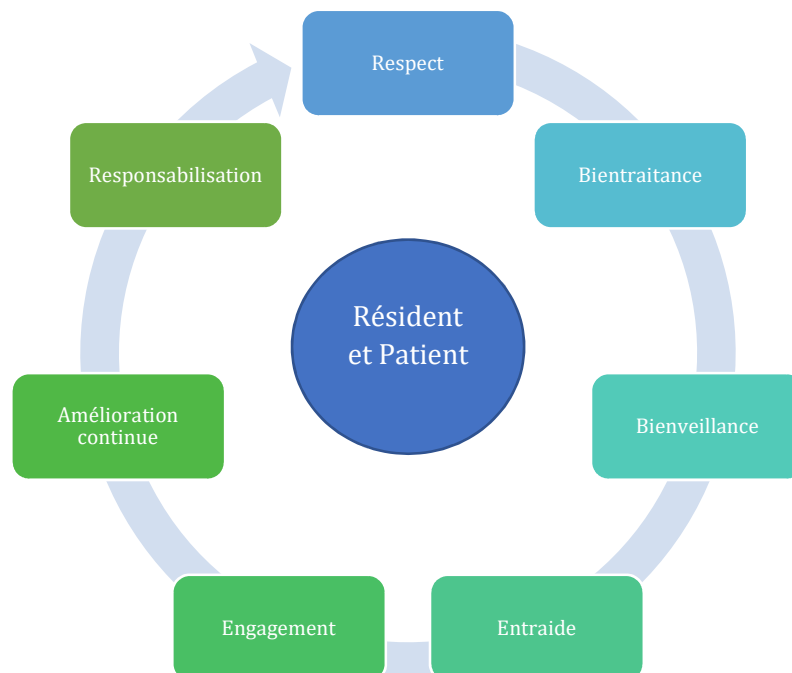 Respect
Bientraitance
Bienveillance
Entraide
Engagement
Amélioration
continue
Responsabilisation
Résident
et Patient